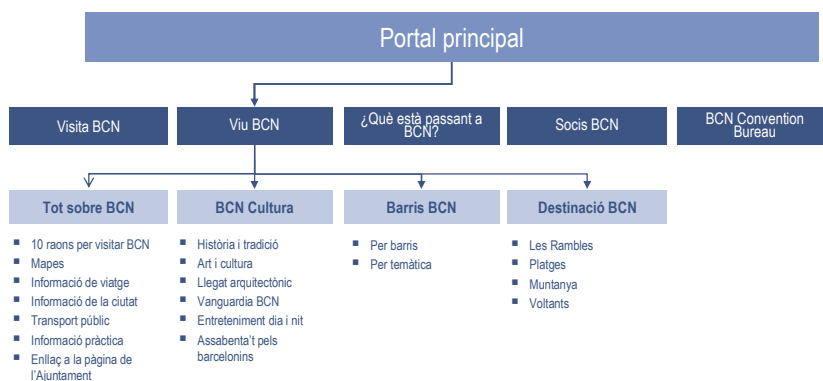 Portal principal
Visita BCN
Viu BCN
¿Què està passant a
BCN?
Socis BCN
BCN Convention
Bureau
Tot sobre BCN
BCN Cultura
Barris BCN
Destinació BCN
10 raons per visitar BCN
Mapes
Informació de viatge
Informació de la ciutat
Transport públic
Informació pràctica
Enllaç a la pàgina de
l'Ajuntament
Història i tradició
Art i cultura
Llegat arquitectònic
Vanguardia BCN
Entreteniment dia i nit
Assabenta't pels
barcelonins
Per barris
Per temàtica
Les Rambles
Platges
Muntanya
Voltants